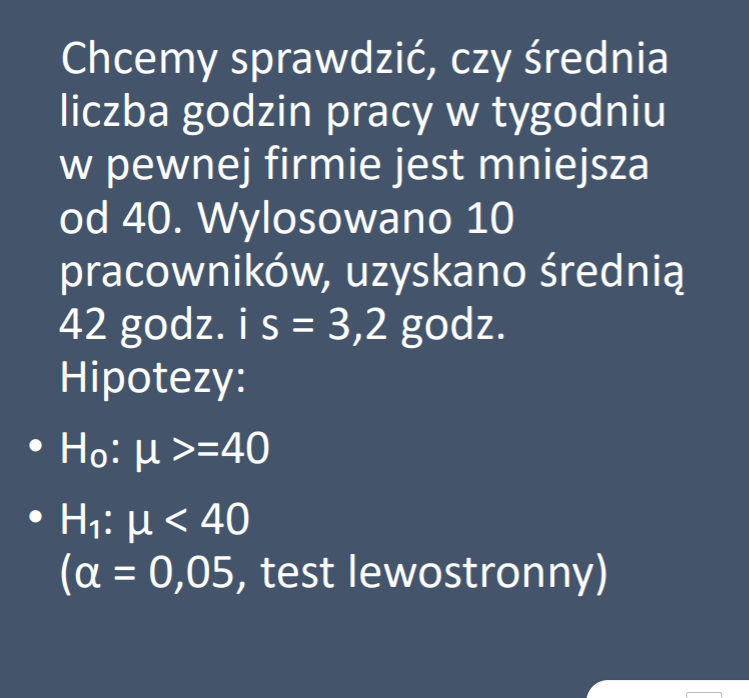 Chcemy sprawdzić, czy średnia
liczba godzin pracy w tygodniu
w pewnej firmie jest mniejsza
od 40. Wylosowano 10
pracowników, uzyskano średnią
42 godz. i s = 3,2 godz.
Hipotezy:
• H₀: μ >=40
• H₁: μ < 40
(α = 0,05, test lewostronny)